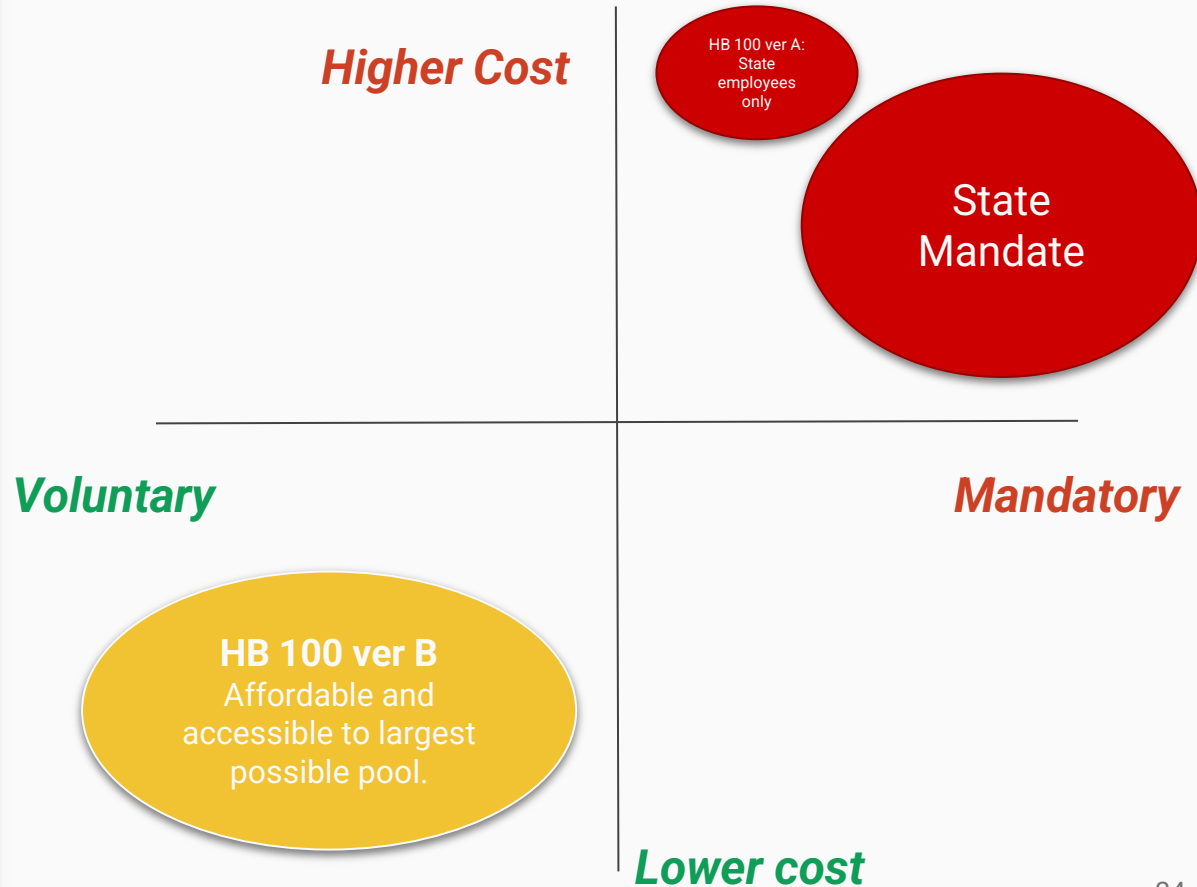 Higher Cost
HB 100 ver A:
State
employees
only
State
Mandate
Voluntary
Mandatory
HB 100 ver B
Affordable and
accessible to largest
possible pool.
Lower cost